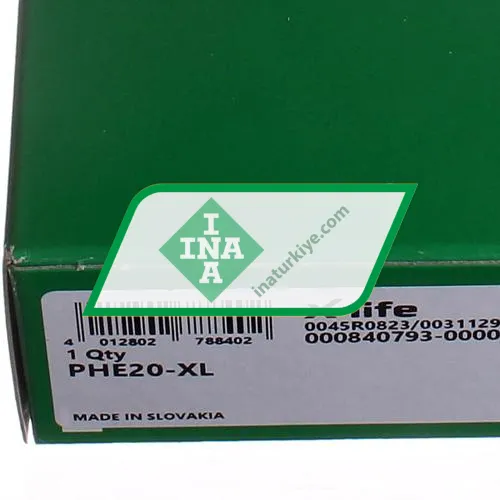 I
INA
A
inaturkiye.com
X-life
0045R0823/0031129
000840793-0000
4 012802 788402
1 Qty
PHE20-XL
MADE IN SLOVAKIA